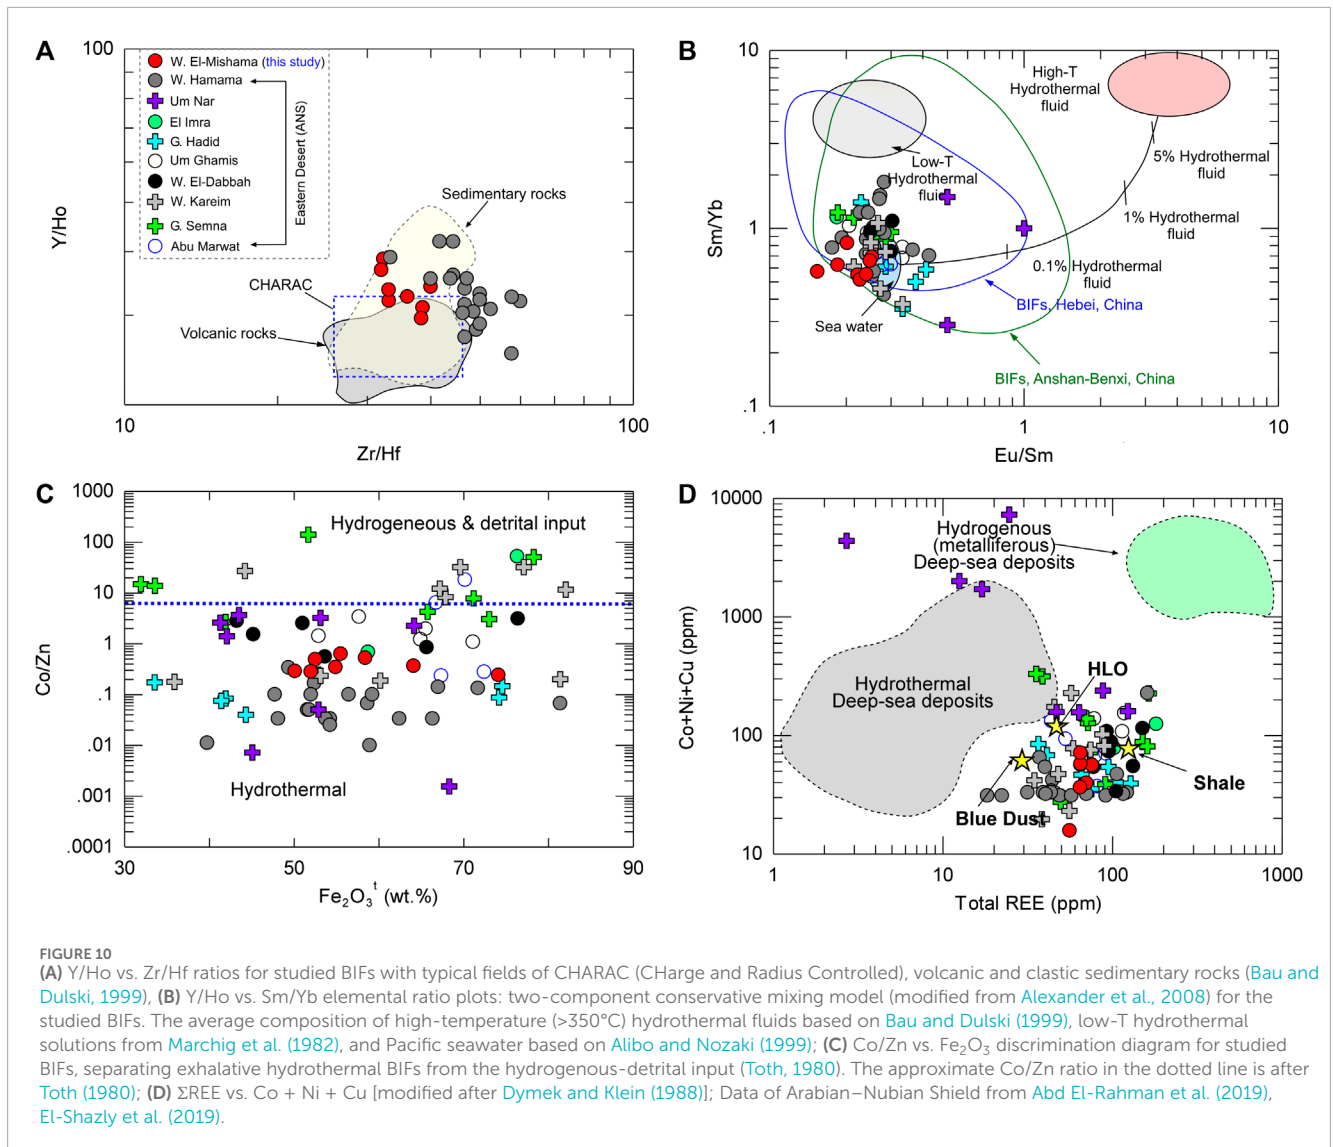 A
100
W. El-Mishama (this study)
W. Hamama
Um Nar
El Imra
G. Hadid
Um Ghamis
W. El-Dabbah
W. Kareim
G. Semna
Abu Marwat
Eastern Desert (ANS)
Sedimentary rocks
CHARAC
Volcanic rocks
Y/Ho
10
100
Zr/Hf
B
10
1
.1
Sm/Yb
High-T
Hydrothermal
fluid
Low-T
Hydrothermal
fluid
5% Hydrothermal
fluid
1% Hydrothermal
fluid
0.1% Hydrothermal
fluid
BIFs, Hebei, China
Sea water
BIFs, Anshan-Benxi, China
.1
1
10
Eu/Sm
C
1000
100
10
1
.1
.01
.001
.0001
Co/Zn
Hydrogeneous & detrital input
Hydrothermal
30
50
70
90
Fe₂O₃ᵗ (wt.%)
D
10000
1000
100
10
Co+Ni+Cu (ppm)
Hydrogenous
(metalliferous)
Deep-sea deposits
Hydrothermal
Deep-sea deposits
HLO
Shale
Blue Dust
1
10
100
1000
Total REE (ppm)
FIGURE 10
(A) Y/Ho vs. Zr/Hf ratios for studied BIFs with typical fields of CHARAC (CHarge and Radius Controlled), volcanic and clastic sedimentary rocks (Bau and
Dulski, 1999), (B) Y/Ho vs. Sm/Yb elemental ratio plots: two-component conservative mixing model (modified from Alexander et al., 2008) for the
studied BIFs. The average composition of high-temperature (>350°C) hydrothermal fluids based on Bau and Dulski (1999), low-T hydrothermal
solutions from Marchig et al. (1982), and Pacific seawater based on Alibo and Nozaki (1999); (C) Co/Zn vs. Fe₂O₃ discrimination diagram for studied
BIFs, separating exhalative hydrothermal BIFs from the hydrogenous-detrital input (Toth, 1980). The approximate Co/Zn ratio in the dotted line is after
Toth (1980); (D) ΣREE vs. Co + Ni + Cu [modified after Dymek and Klein (1988)]; Data of Arabian–Nubian Shield from Abd El-Rahman et al. (2019),
El-Shazly et al. (2019).